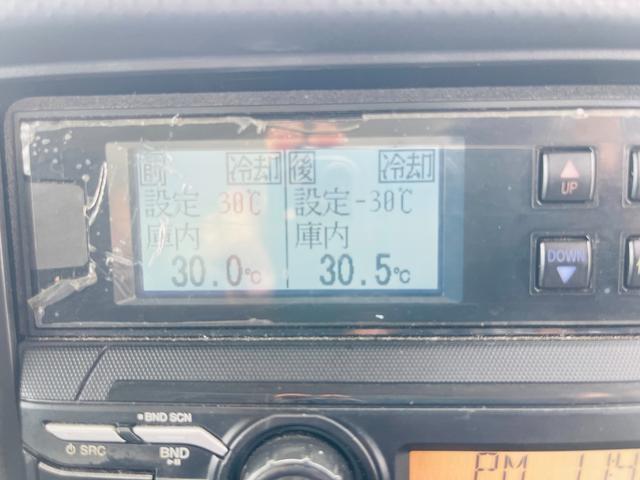 前 冷却 後 冷却
設定 30℃ 設定 -30℃
庫内 庫内
30.0℃ 30.5℃
UP
DOWN
BND SCN
SRC
BND
PM 11:4